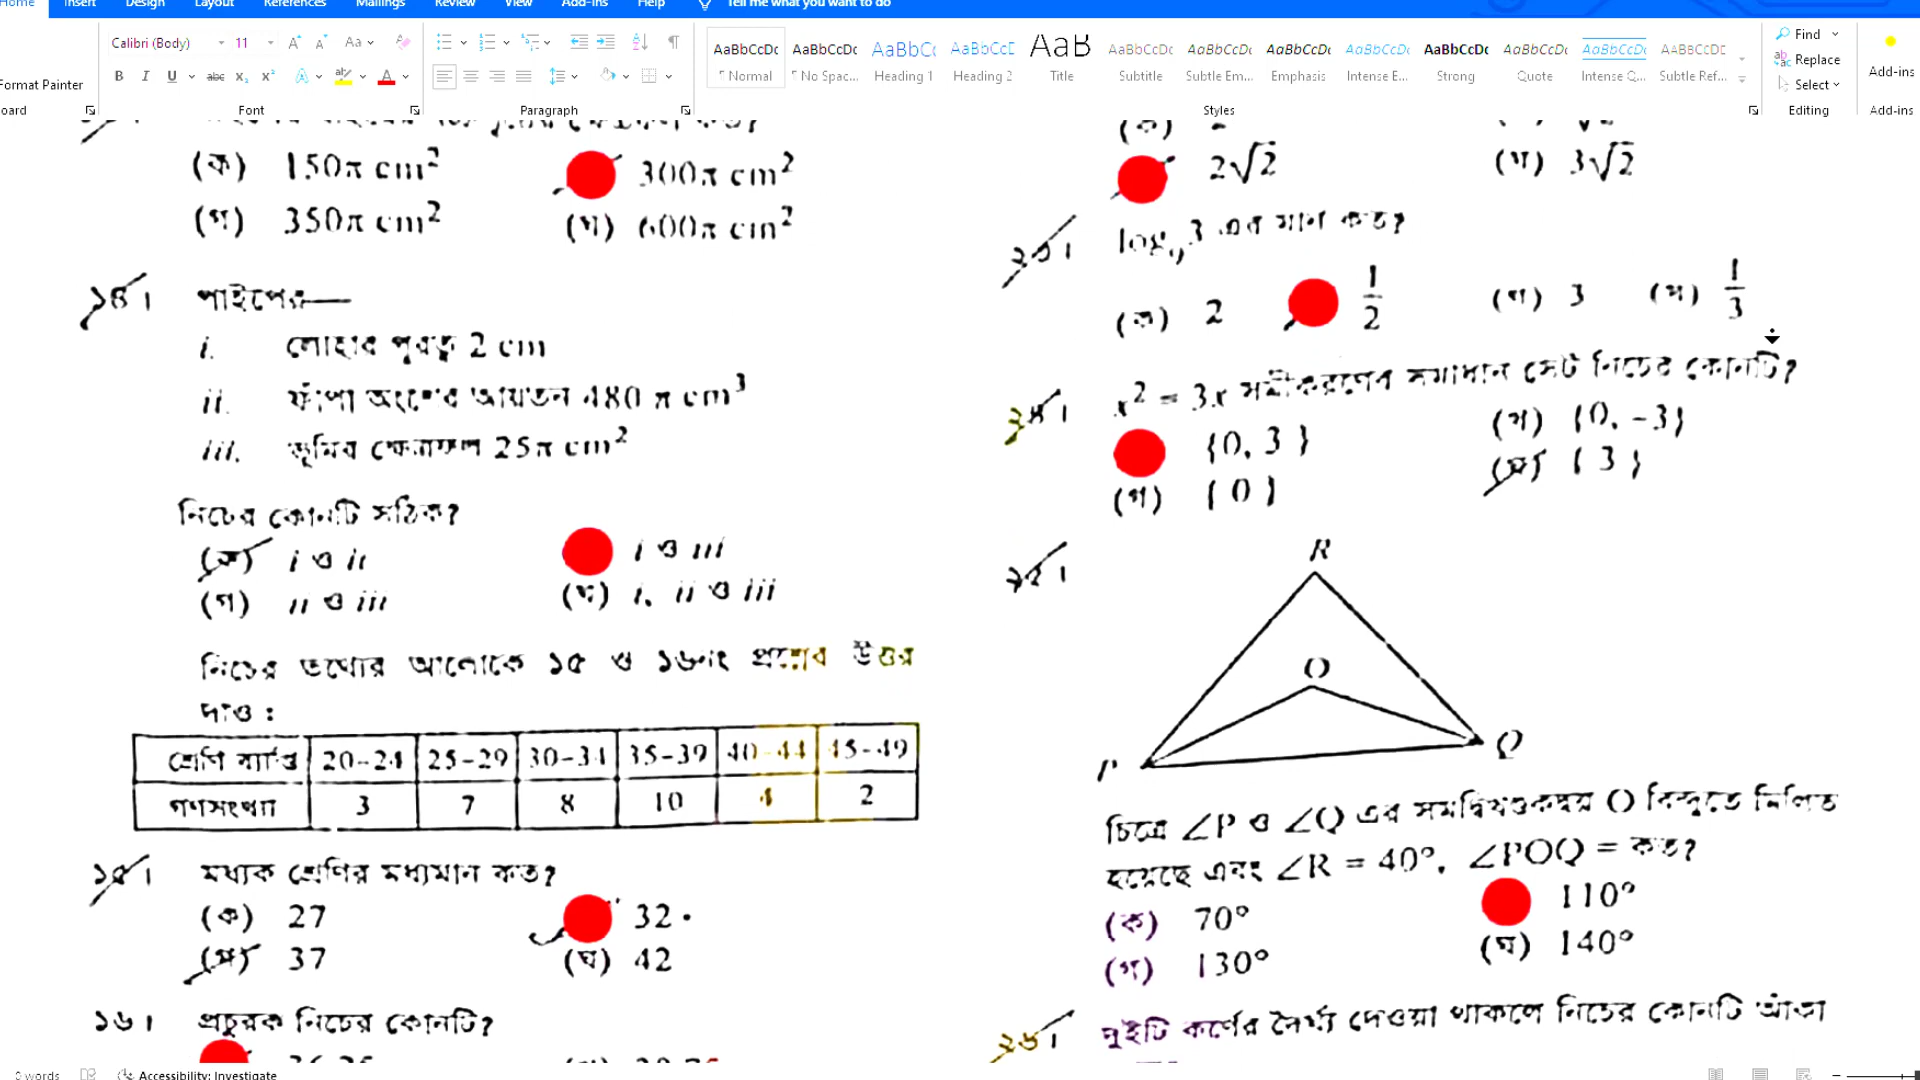 Home Insert Design Layout References Mailings Review View Add-ins Help Tell me what you want to do
Calibri (Body) 11
Format Painter
Font
Paragraph
AaBbCcDc Normal
AaBbCcDc No Spac...
AaBbC Heading 1
AaBbCcE Heading 2
AaB Title
AaBbCcDc Subtitle
AaBbCcDc Subtle Em...
AaBbCcDc Emphasis
AaBbCcDc Intense E...
AaBbCcDc Strong
AaBbCcDc Quote
AaBbCcDc Intense Q...
AaBbCcDc Subtle Ref...
Styles
Find
Replace
Select
Editing
Add-ins
Add-ins
(ক) 150π cm² 300π cm²
(গ) 350π cm² (ঘ) 600π cm²
১৪। পাইপের—
i. লোহার পুরুত্ব 2 cm
ii. ফাঁপা অংশের আয়তন 480 π cm³
iii. ভূমির ক্ষেত্রফল 25π cm²
নিচের কোনটি সঠিক?
(ক) i ও ii i ও iii
(গ) ii ও iii (ঘ) i, ii ও iii
নিচের তথ্যের আলোকে ১৫ ও ১৬নং প্রশ্নের উত্তর
দাও :
শ্রেণি ব্যাপ্তি 20-24 25-29 30-34 35-39 40-44 45-49
গণসংখ্যা 3 7 8 10 4 2
১৫। মধ্যক শ্রেণির মধ্যমান কত?
(ক) 27 32
(গ) 37 (ঘ) 42
১৬। প্রচুরক নিচের কোনটি?
2√2 (ঘ) 3√2
২৩। log₉3 এর মান কত?
(ক) 2 1/2 (গ) 3 (ঘ) 1/3
২৪। x² = 3x সমীকরণের সমাধান সেট নিচের কোনটি?
{0, 3 } (খ) {0, -3}
(গ) { 0 } (ঘ) { 3 }
২৫।
R
O
P Q
চিত্রে ∠P ও ∠Q এর সমদ্বিখণ্ডকদ্বয় O বিন্দুতে মিলিত
হয়েছে এবং ∠R = 40°, ∠POQ = কত?
(ক) 70° 110°
(গ) 130° (ঘ) 140°
২৬। দুইটি কর্ণের দৈর্ঘ্য দেওয়া থাকলে নিচের কোনটি আঁকা
0 words Accessibility: Investigate